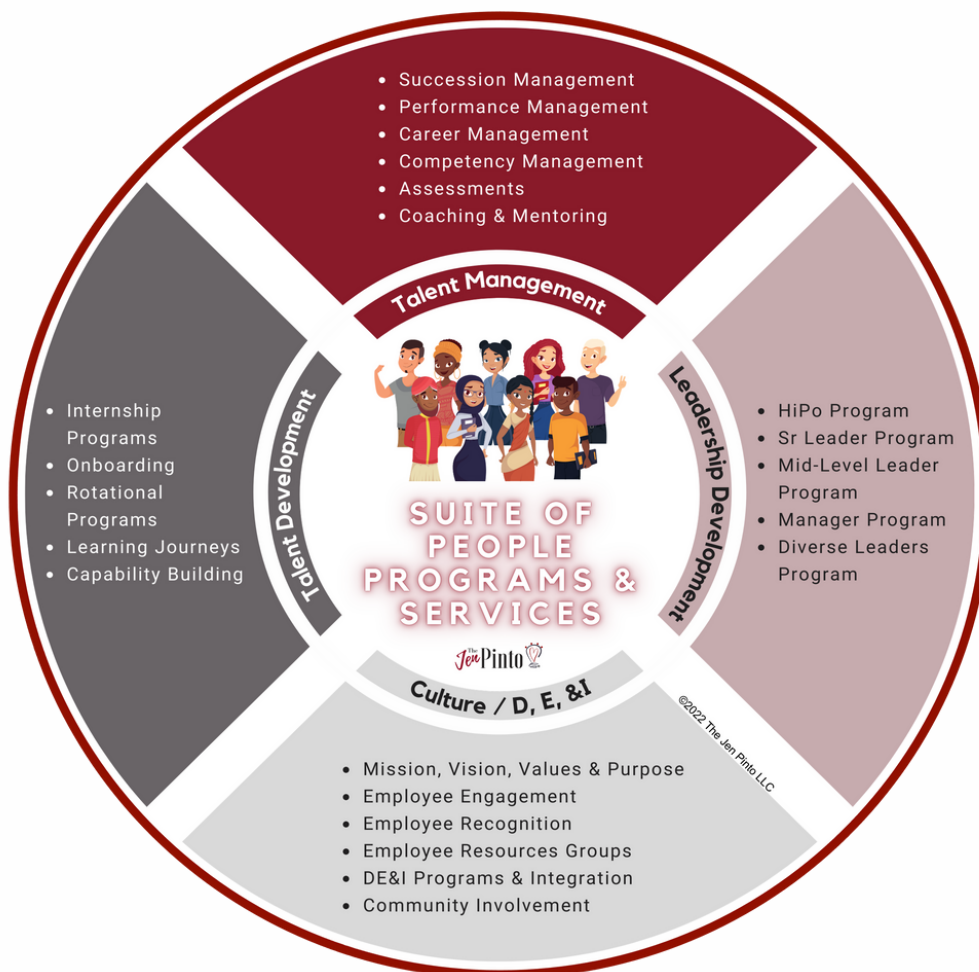 • Succession Management
• Performance Management
• Career Management
• Competency Management
• Assessments
• Coaching & Mentoring
Talent Management
• Internship
Programs
• Onboarding
• Rotational
Programs
• Learning Journeys
• Capability Building
Talent Development
SUITE OF
PEOPLE
PROGRAMS &
SERVICES
The
Jen Pinto
Leadership Development
• HiPo Program
• Sr Leader Program
• Mid-Level Leader
Program
• Manager Program
• Diverse Leaders
Program
Culture / D, E, &I
©2022 The Jen Pinto LLC
• Mission, Vision, Values & Purpose
• Employee Engagement
• Employee Recognition
• Employee Resources Groups
• DE&I Programs & Integration
• Community Involvement